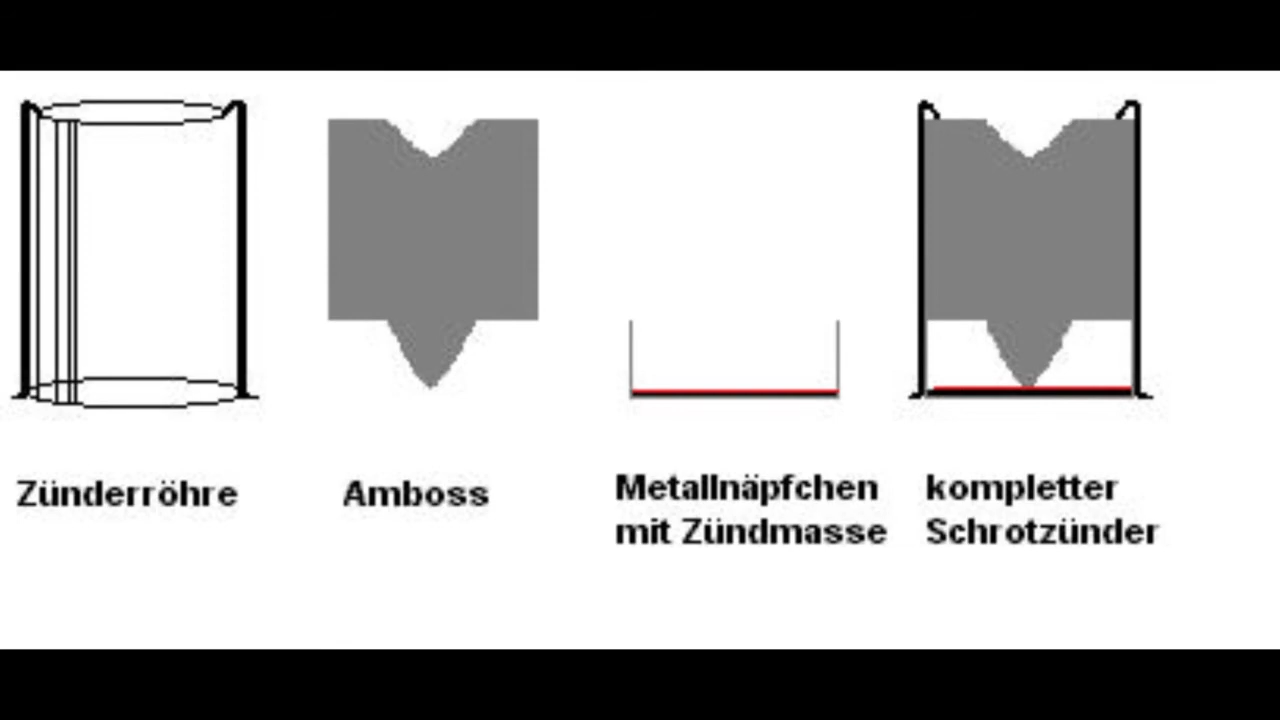 Zünderröhre
Amboss
Metallnäpfchen
mit Zündmasse
kompletter
Schrotzünder